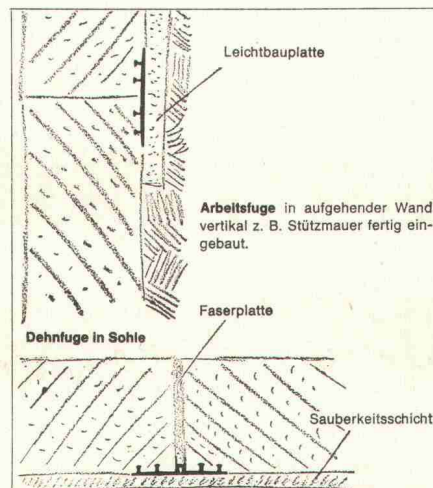 Leichtbauplatte
Arbeitsfuge in aufgehender Wand
vertikal z. B. Stützmauer fertig ein-
gebaut.
Faserplatte
Dehnfuge in Sohle
Sauberkeitsschicht